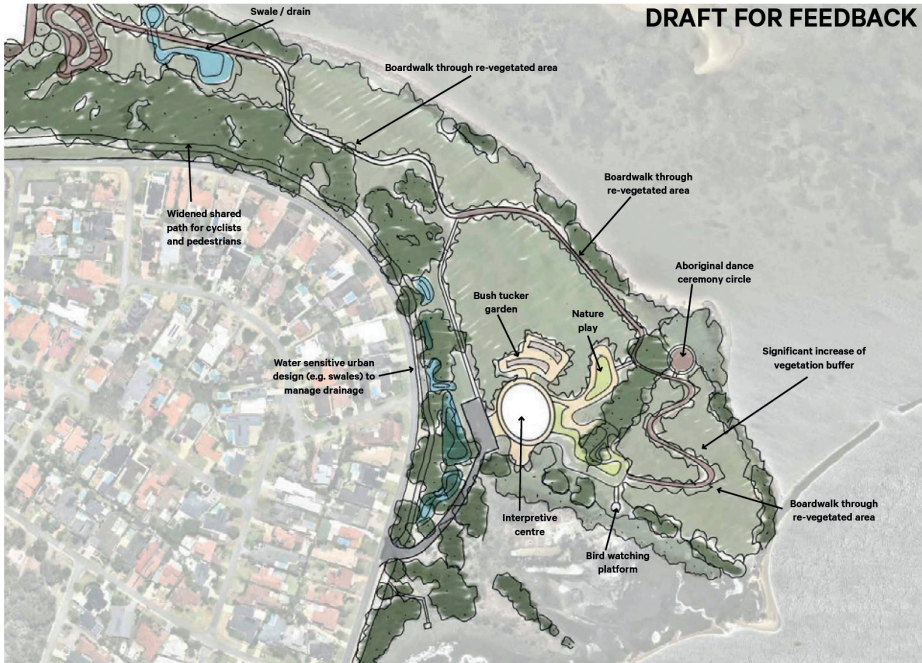 DRAFT FOR FEEDBACK
Swale / drain
Boardwalk through re-vegetated area
Boardwalk through
re-vegetated area
Widened shared
path for cyclists
and pedestrians
Aboriginal dance
ceremony circle
Bush tucker
garden
Nature
play
Significant increase of
vegetation buffer
Water sensitive urban
design (e.g. swales) to
manage drainage
Boardwalk through
re-vegetated area
Interpretive
centre
Bird watching
platform